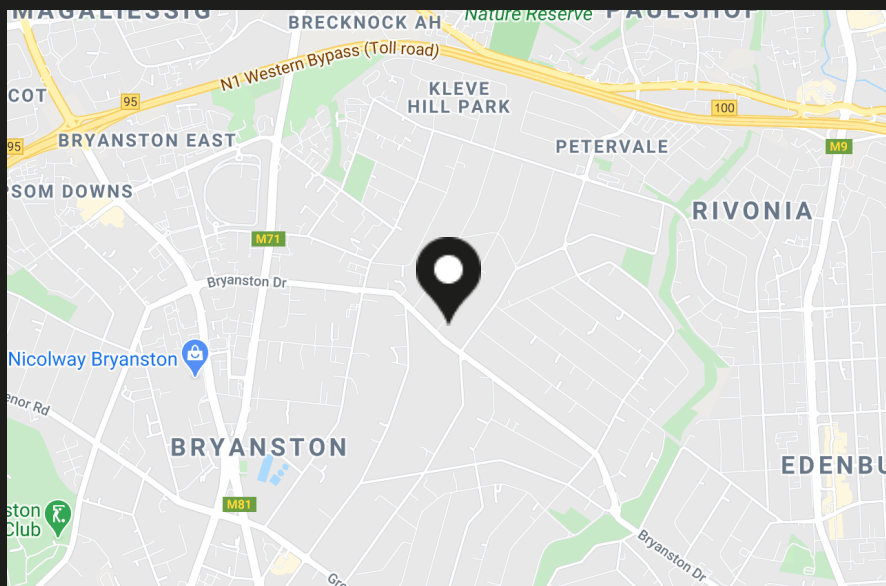 MAGALIESSIG
BRECKNOCK AH
Nature Reserve
PAULSHOF
N1 Western Bypass (Toll road)
COT
95
KLEVE
HILL PARK
100
95
BRYANSTON EAST
PETERVALE
M9
PSOM DOWNS
RIVONIA
M71
Bryanston Dr
Nicolway Bryanston
enor Rd
BRYANSTON
EDENBU
M81
ston
Club
Bryanston Dr
Gro